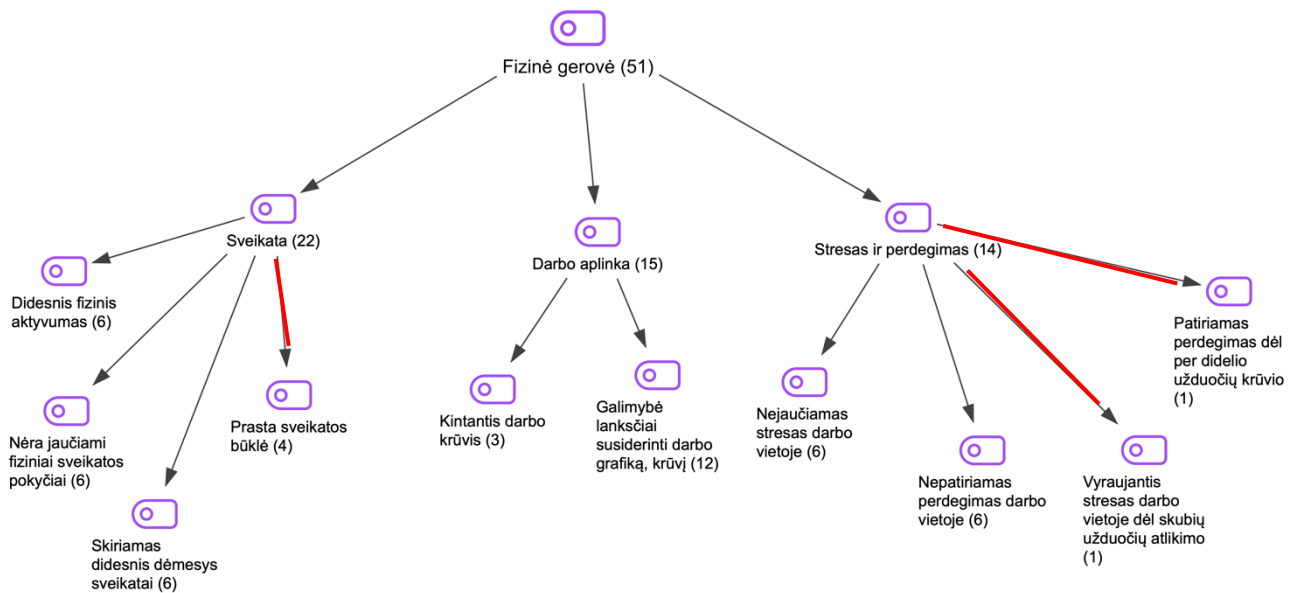 Fizinė gerovė (51)
Sveikata (22)
Darbo aplinka (15)
Stresas ir perdegimas (14)
Didesnis fizinis
aktyvumas (6)
Nėra jaučiami
fiziniai sveikatos
pokyčiai (6)
Skiriamas
didesnis dėmesys
sveikatai (6)
Prasta sveikatos
būklė (4)
Kintantis darbo
krūvis (3)
Galimybė
lanksčiai
susiderinti darbo
grafiką, krūvį (12)
Nejaučiamas
stresas darbo
vietoje (6)
Nepatiriamas
perdegimas darbo
vietoje (6)
Vyraujantis
stresas darbo
vietoje dėl skubių
užduočių atlikimo
(1)
Patiriamas
perdegimas dėl
per didelio
užduočių krūvio
(1)